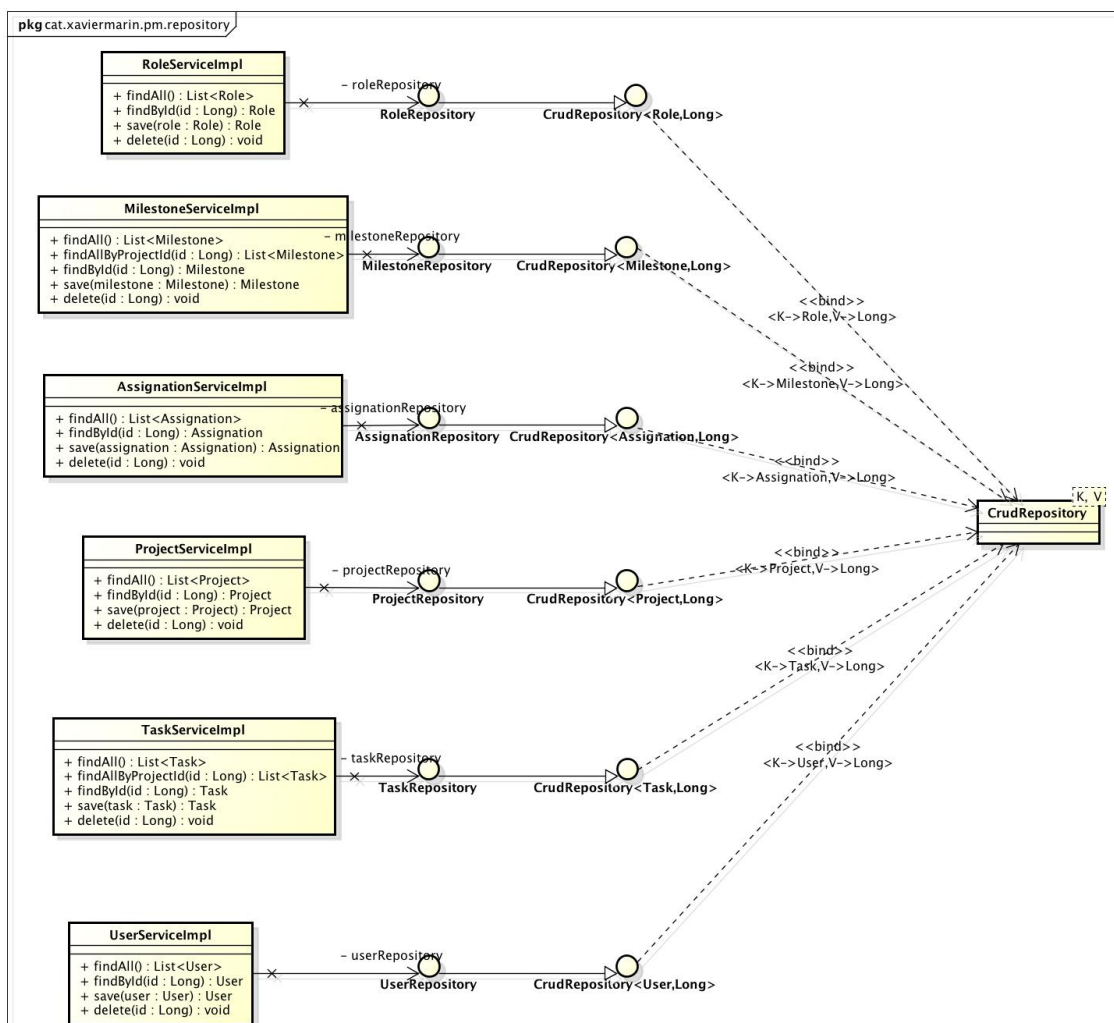 pkg cat.xaviermarin.pm.repository
RoleServiceImpl
+ findAll() : List<Role>
+ findById(id : Long) : Role
+ save(role : Role) : Role
+ delete(id : Long) : void
- roleRepository
RoleRepository
CrudRepository<Role,Long>
MilestoneServiceImpl
+ findAll() : List<Milestone>
+ findAllByProjectId(id : Long) : List<Milestone>
+ findById(id : Long) : Milestone
+ save(milestone : Milestone) : Milestone
+ delete(id : Long) : void
- milestoneRepository
MilestoneRepository
CrudRepository<Milestone,Long>
<<bind>>
<K->Role,V->Long>
<<bind>>
<K->Milestone,V->Long>
AssignationServiceImpl
+ findAll() : List<Assignation>
+ findById(id : Long) : Assignation
+ save(assignation : Assignation) : Assignation
+ delete(id : Long) : void
- assignationRepository
AssignationRepository
CrudRepository<Assignation,Long>
<<bind>>
<K->Assignation,V->Long>
K, V
CrudRepository
ProjectServiceImpl
+ findAll() : List<Project>
+ findById(id : Long) : Project
+ save(project : Project) : Project
+ delete(id : Long) : void
- projectRepository
ProjectRepository
CrudRepository<Project,Long>
<<bind>>
<K->Project,V->Long>
<<bind>>
<K->Task,V->Long>
TaskServiceImpl
+ findAll() : List<Task>
+ findAllByProjectId(id : Long) : List<Task>
+ findById(id : Long) : Task
+ save(task : Task) : Task
+ delete(id : Long) : void
- taskRepository
TaskRepository
CrudRepository<Task,Long>
<<bind>>
<K->User,V->Long>
UserServiceImpl
+ findAll() : List<User>
+ findById(id : Long) : User
+ save(user : User) : User
+ delete(id : Long) : void
- userRepository
UserRepository
CrudRepository<User,Long>